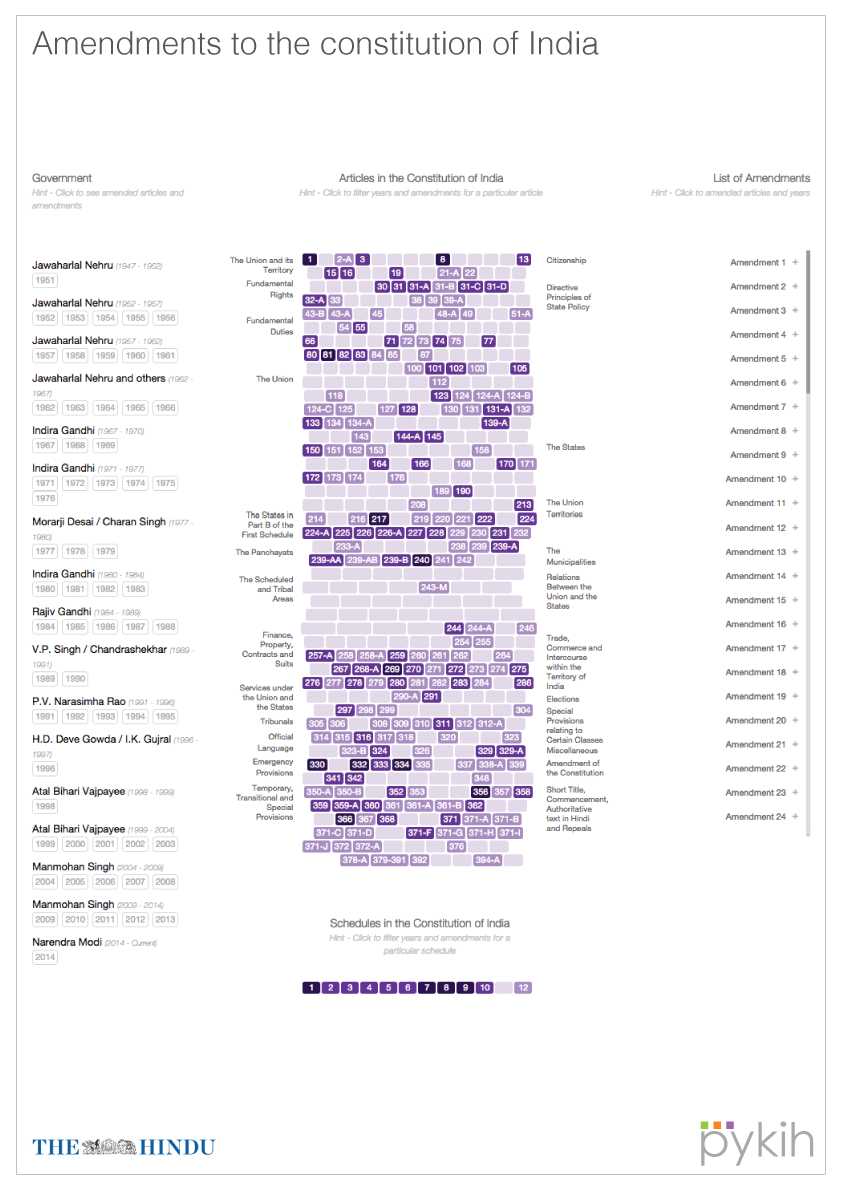 Amendments to the constitution of India
Government
Hint - Click to see amended articles and
amendments
Jawaharlal Nehru (1947 - 1952)
1951
Jawaharlal Nehru (1952 - 1957)
1952 1953 1954 1955 1956
Jawaharlal Nehru (1957 - 1962)
1957 1958 1959 1960 1961
Jawaharlal Nehru and others (1962 -
1967)
1962 1963 1964 1965 1966
Indira Gandhi (1967 - 1970)
1967 1968 1969
Indira Gandhi (1971 - 1977)
1971 1972 1973 1974 1975
1976
Morarji Desai / Charan Singh (1977 -
1980)
1977 1978 1979
Indira Gandhi (1980 - 1984)
1980 1981 1982 1983
Rajiv Gandhi (1984 - 1989)
1984 1985 1986 1987 1988
V.P. Singh / Chandrashekhar (1989 -
1991)
1989 1990
P.V. Narasimha Rao (1991 - 1996)
1991 1992 1993 1994 1995
H.D. Deve Gowda / I.K. Gujral (1996 -
1997)
1996
Atal Bihari Vajpayee (1998 - 1999)
1998
Atal Bihari Vajpayee (1999 - 2004)
1999 2000 2001 2002 2003
Manmohan Singh (2004 - 2009)
2004 2005 2006 2007 2008
Manmohan Singh (2009 - 2014)
2009 2010 2011 2012 2013
Narendra Modi (2014 - Current)
2014
Articles in the Constitution of India
Hint - Click to filter years and amendments for a particular article
The Union and its
Territory
Fundamental
Rights
Fundamental
Duties
The Union
The States in
Part B of the
First Schedule
The Panchayats
The Scheduled
and Tribal
Areas
Finance,
Property,
Contracts and
Suits
Services under
the Union and
the States
Tribunals
Official
Language
Emergency
Provisions
Temporary,
Transitional and
Special
Provisions
1 2-A 3 8 13
15 16 19 21-A 22
30 31 31-A 31-B 31-C 31-D
32-A 33 38 39 39-A
43-B 43-A 45 48-A 49 51-A
54 55 58
66 71 72 73 74 75 77
80 81 82 83 84 85 87
100 101 102 103 105
112
118 123 124 124-A 124-B
124-C 125 127 128 130 131 131-A 132
133 134 134-A 139-A
143 144-A 145
150 151 152 153 158
164 166 168 170 171
172 173 174 176
189 190
208 213
214 216 217 219 220 221 222 224
224-A 225 226 226-A 227 228 229 230 231 232
233-A 238 239 239-A
239-AA 239-AB 239-B 240 241 242
243-M
244 244-A 246
254 255
257-A 258 258-A 259 260 261 262 264
267 268-A 269 270 271 272 273 274 275
276 277 278 279 280 281 282 283 284 286
290-A 291
297 298 299 304
305 306 308 309 310 311 312 312-A
314 315 316 317 318 320 323
323-B 324 326 329 329-A
330 332 333 334 335 337 338-A 339
341 342 348
350-A 350-B 352 353 356 357 358
359 359-A 360 361 361-A 361-B 362
366 367 368 371 371-A 371-B
371-C 371-D 371-F 371-G 371-H 371-I
371-J 372 372-A 376
378-A 379-391 392 394-A
Citizenship
Directive
Principles of
State Policy
The States
The Union
Territories
The
Municipalities
Relations
Between the
Union and the
States
Trade,
Commerce and
Intercourse
within the
Territory of
India
Elections
Special
Provisions
relating to
Certain Classes
Miscellaneous
Amendment of
the Constitution
Short Title,
Commencement,
Authoritative
text in Hindi
and Repeals
Schedules in the Constitution of India
Hint - Click to filter years and amendments for a
particular schedule
1 2 3 4 5 6 7 8 9 10 12
List of Amendments
Hint - Click to amended articles and years
Amendment 1 +
Amendment 2 +
Amendment 3 +
Amendment 4 +
Amendment 5 +
Amendment 6 +
Amendment 7 +
Amendment 8 +
Amendment 9 +
Amendment 10 +
Amendment 11 +
Amendment 12 +
Amendment 13 +
Amendment 14 +
Amendment 15 +
Amendment 16 +
Amendment 17 +
Amendment 18 +
Amendment 19 +
Amendment 20 +
Amendment 21 +
Amendment 22 +
Amendment 23 +
Amendment 24 +
THE HINDU
pykih